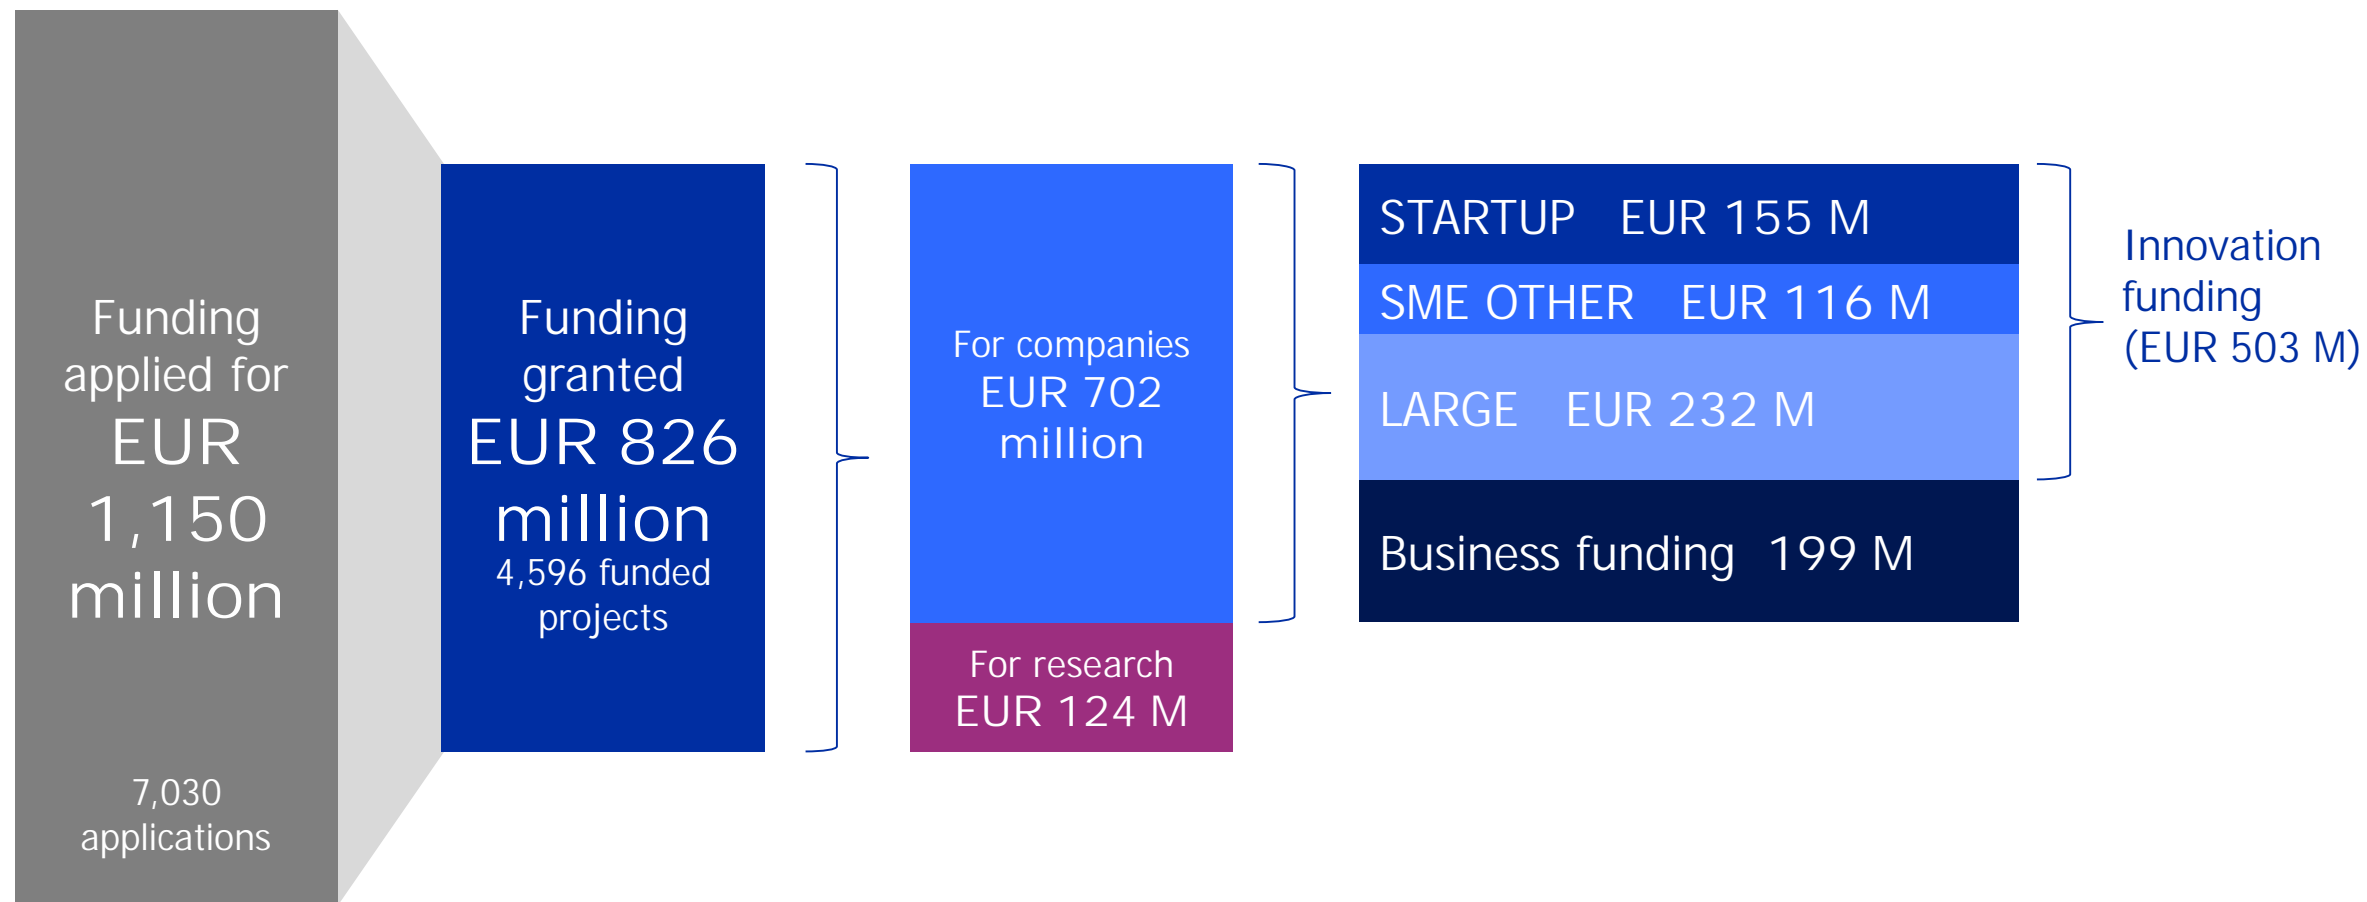 Funding
applied for
EUR
1,150
million
7,030
applications
Funding
granted
EUR 826
million
4,596 funded
projects
For companies
EUR 702
million
For research
EUR 124 M
STARTUP EUR 155 M
SME OTHER EUR 116 M
LARGE EUR 232 M
Business funding 199 M
Innovation
funding
(EUR 503 M)